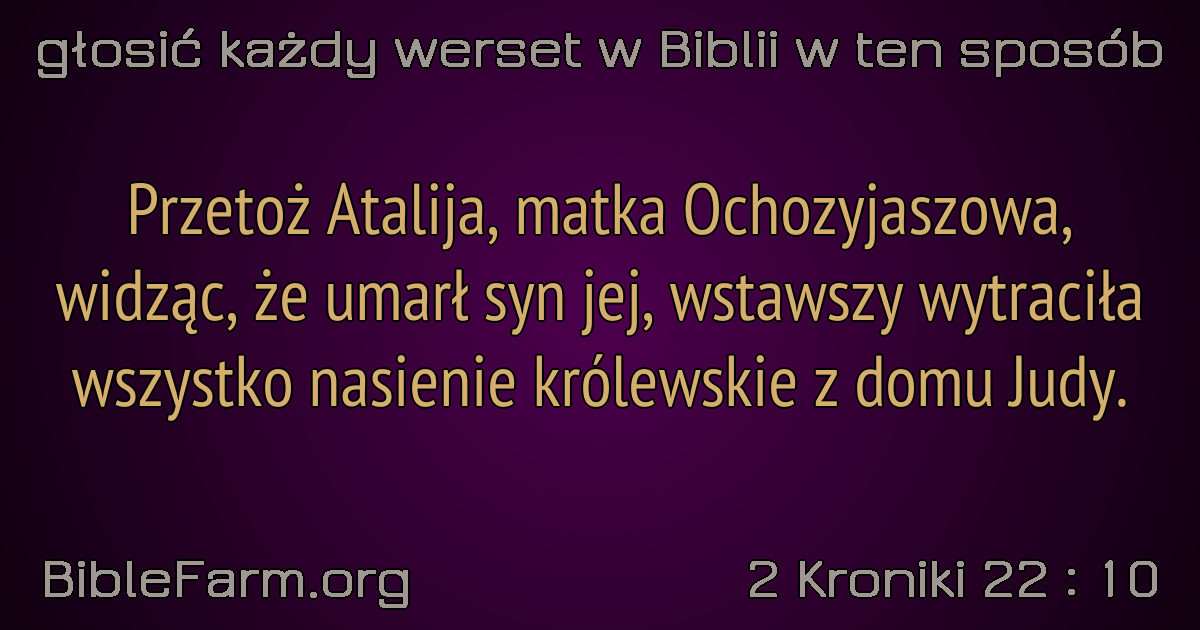 głosić każdy werset w Biblii w ten sposób
Przetoż Atalija, matka Ochozyjaszowa,
widząc, że umarł syn jej, wstawszy wytraciła
wszystko nasienie królewskie z domu Judy.
BibleFarm.org
2 Kroniki 22 : 10